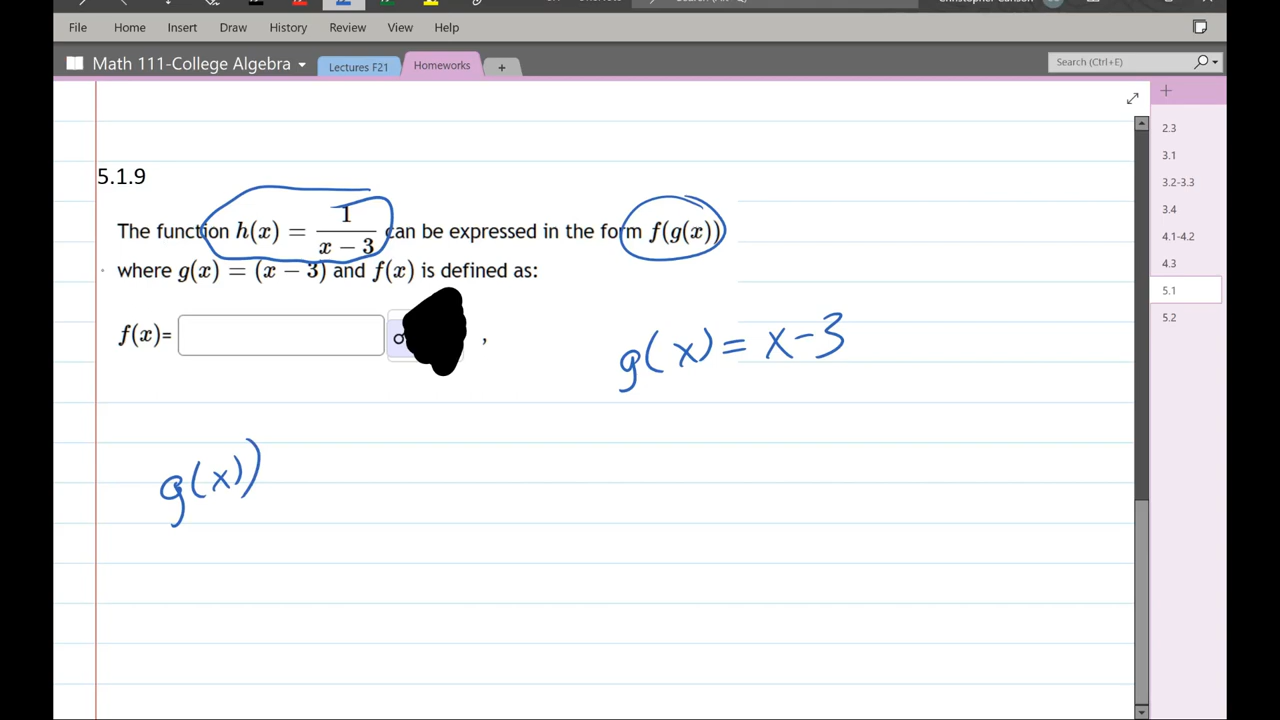 File Home Insert Draw History Review View Help
Math 111-College Algebra Lectures F21 Homeworks + Search (Ctrl+E)
5.1.9
The function h(x) = 1/(x − 3) can be expressed in the form f(g(x))
where g(x) = (x − 3) and f(x) is defined as:
f(x)= ,
g(x) = x-3
g(x))
2.3
3.1
3.2-3.3
3.4
4.1-4.2
4.3
5.1
5.2